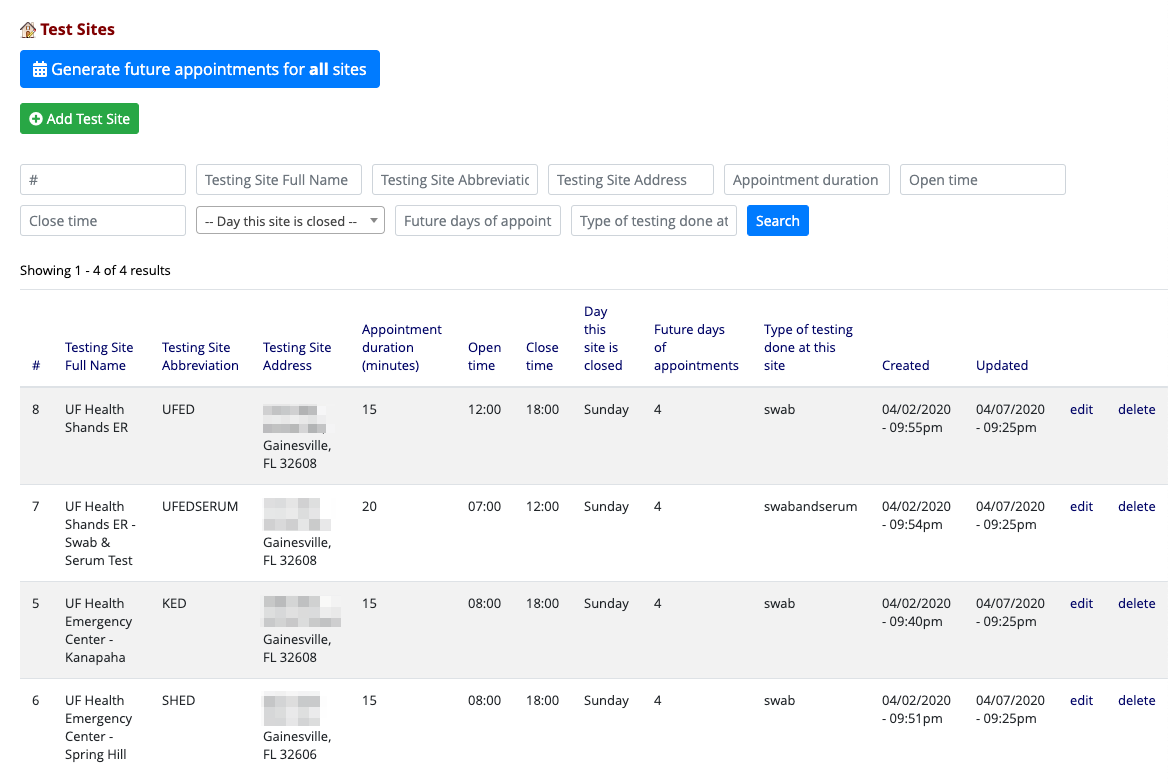 Test Sites
Generate future appointments for all sites
Add Test Site
# Testing Site Full Name Testing Site Abbreviatic Testing Site Address Appointment duration Open time
Close time -- Day this site is closed -- Future days of appoint Type of testing done at Search
Showing 1 - 4 of 4 results
Day
Appointment this Future days Type of testing
Testing Site Testing Site Testing Site duration Open Close site is of done at this
# Full Name Abbreviation Address (minutes) time time closed appointments site Created Updated
8 UF Health UFED 15 12:00 18:00 Sunday 4 swab 04/02/2020 04/07/2020 edit delete
Shands ER - 09:55pm - 09:25pm
Gainesville,
FL 32608
7 UF Health UFEDSERUM 20 07:00 12:00 Sunday 4 swabandserum 04/02/2020 04/07/2020 edit delete
Shands ER - - 09:54pm - 09:25pm
Swab & Gainesville,
Serum Test FL 32608
5 UF Health KED 15 08:00 18:00 Sunday 4 swab 04/02/2020 04/07/2020 edit delete
Emergency - 09:40pm - 09:25pm
Center - Gainesville,
Kanapaha FL 32608
6 UF Health SHED 15 08:00 18:00 Sunday 4 swab 04/02/2020 04/07/2020 edit delete
Emergency - 09:51pm - 09:25pm
Center - Gainesville,
Spring Hill FL 32606